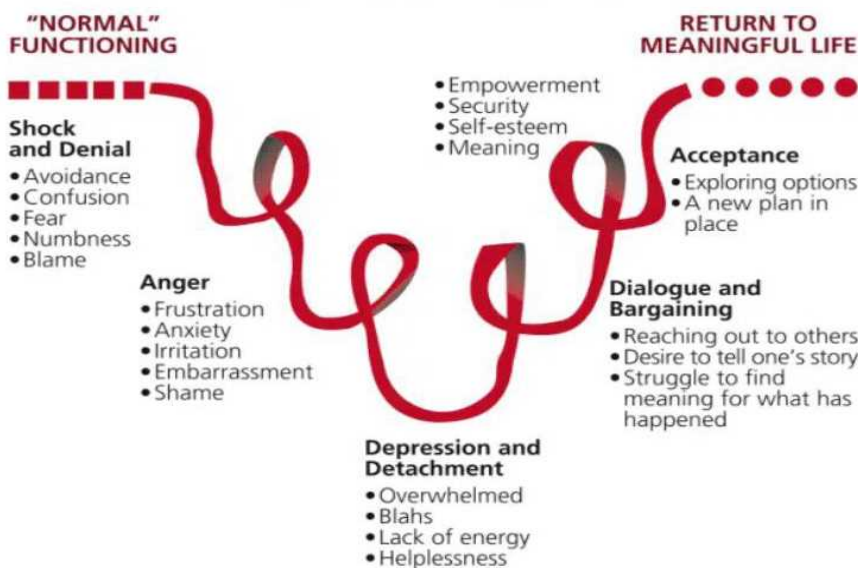 "NORMAL"
FUNCTIONING
RETURN TO
MEANINGFUL LIFE
Shock
and Denial
•Avoidance
•Confusion
•Fear
•Numbness
•Blame
Anger
•Frustration
•Anxiety
•Irritation
•Embarrassment
•Shame
Depression and
Detachment
•Overwhelmed
•Blahs
•Lack of energy
•Helplessness
Dialogue and
Bargaining
•Reaching out to others
•Desire to tell one's story
•Struggle to find
meaning for what has
happened
Acceptance
•Exploring options
•A new plan in
place
•Empowerment
•Security
•Self-esteem
•Meaning